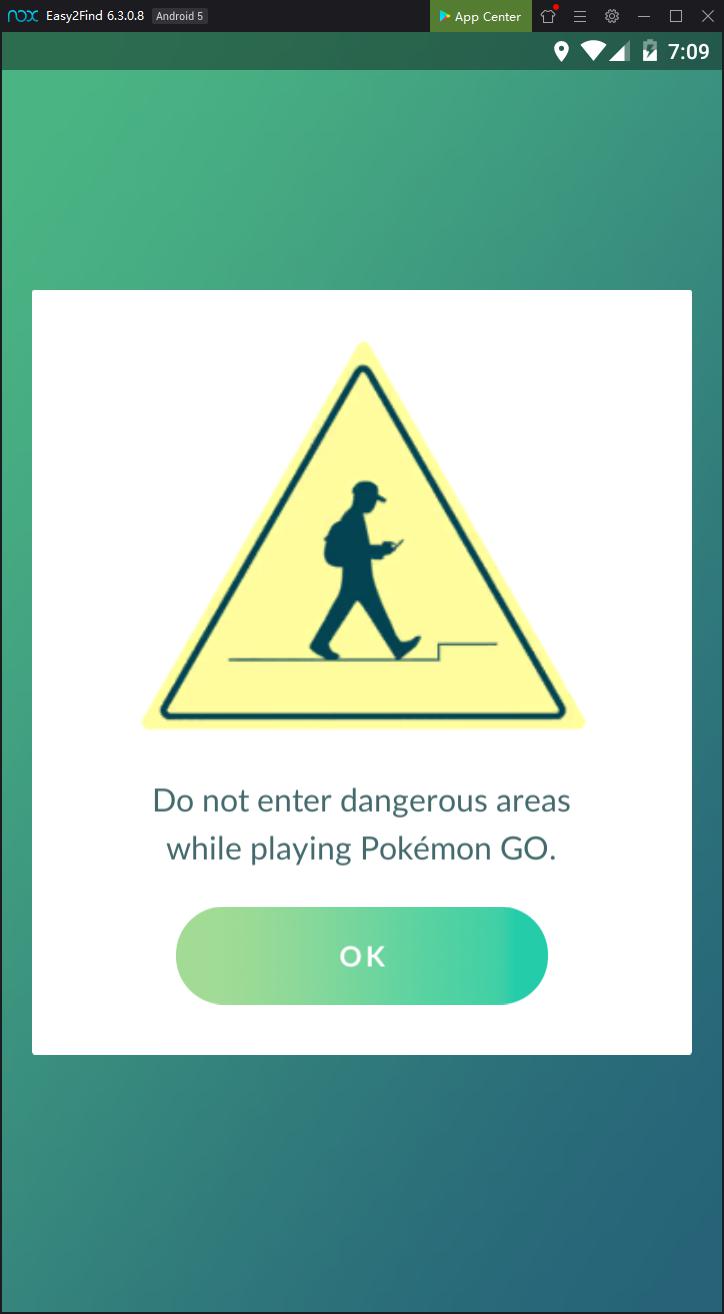 nox Easy2Find 6.3.0.8 Android 5 App Center
7:09
Do not enter dangerous areas
while playing Pokémon GO.
OK